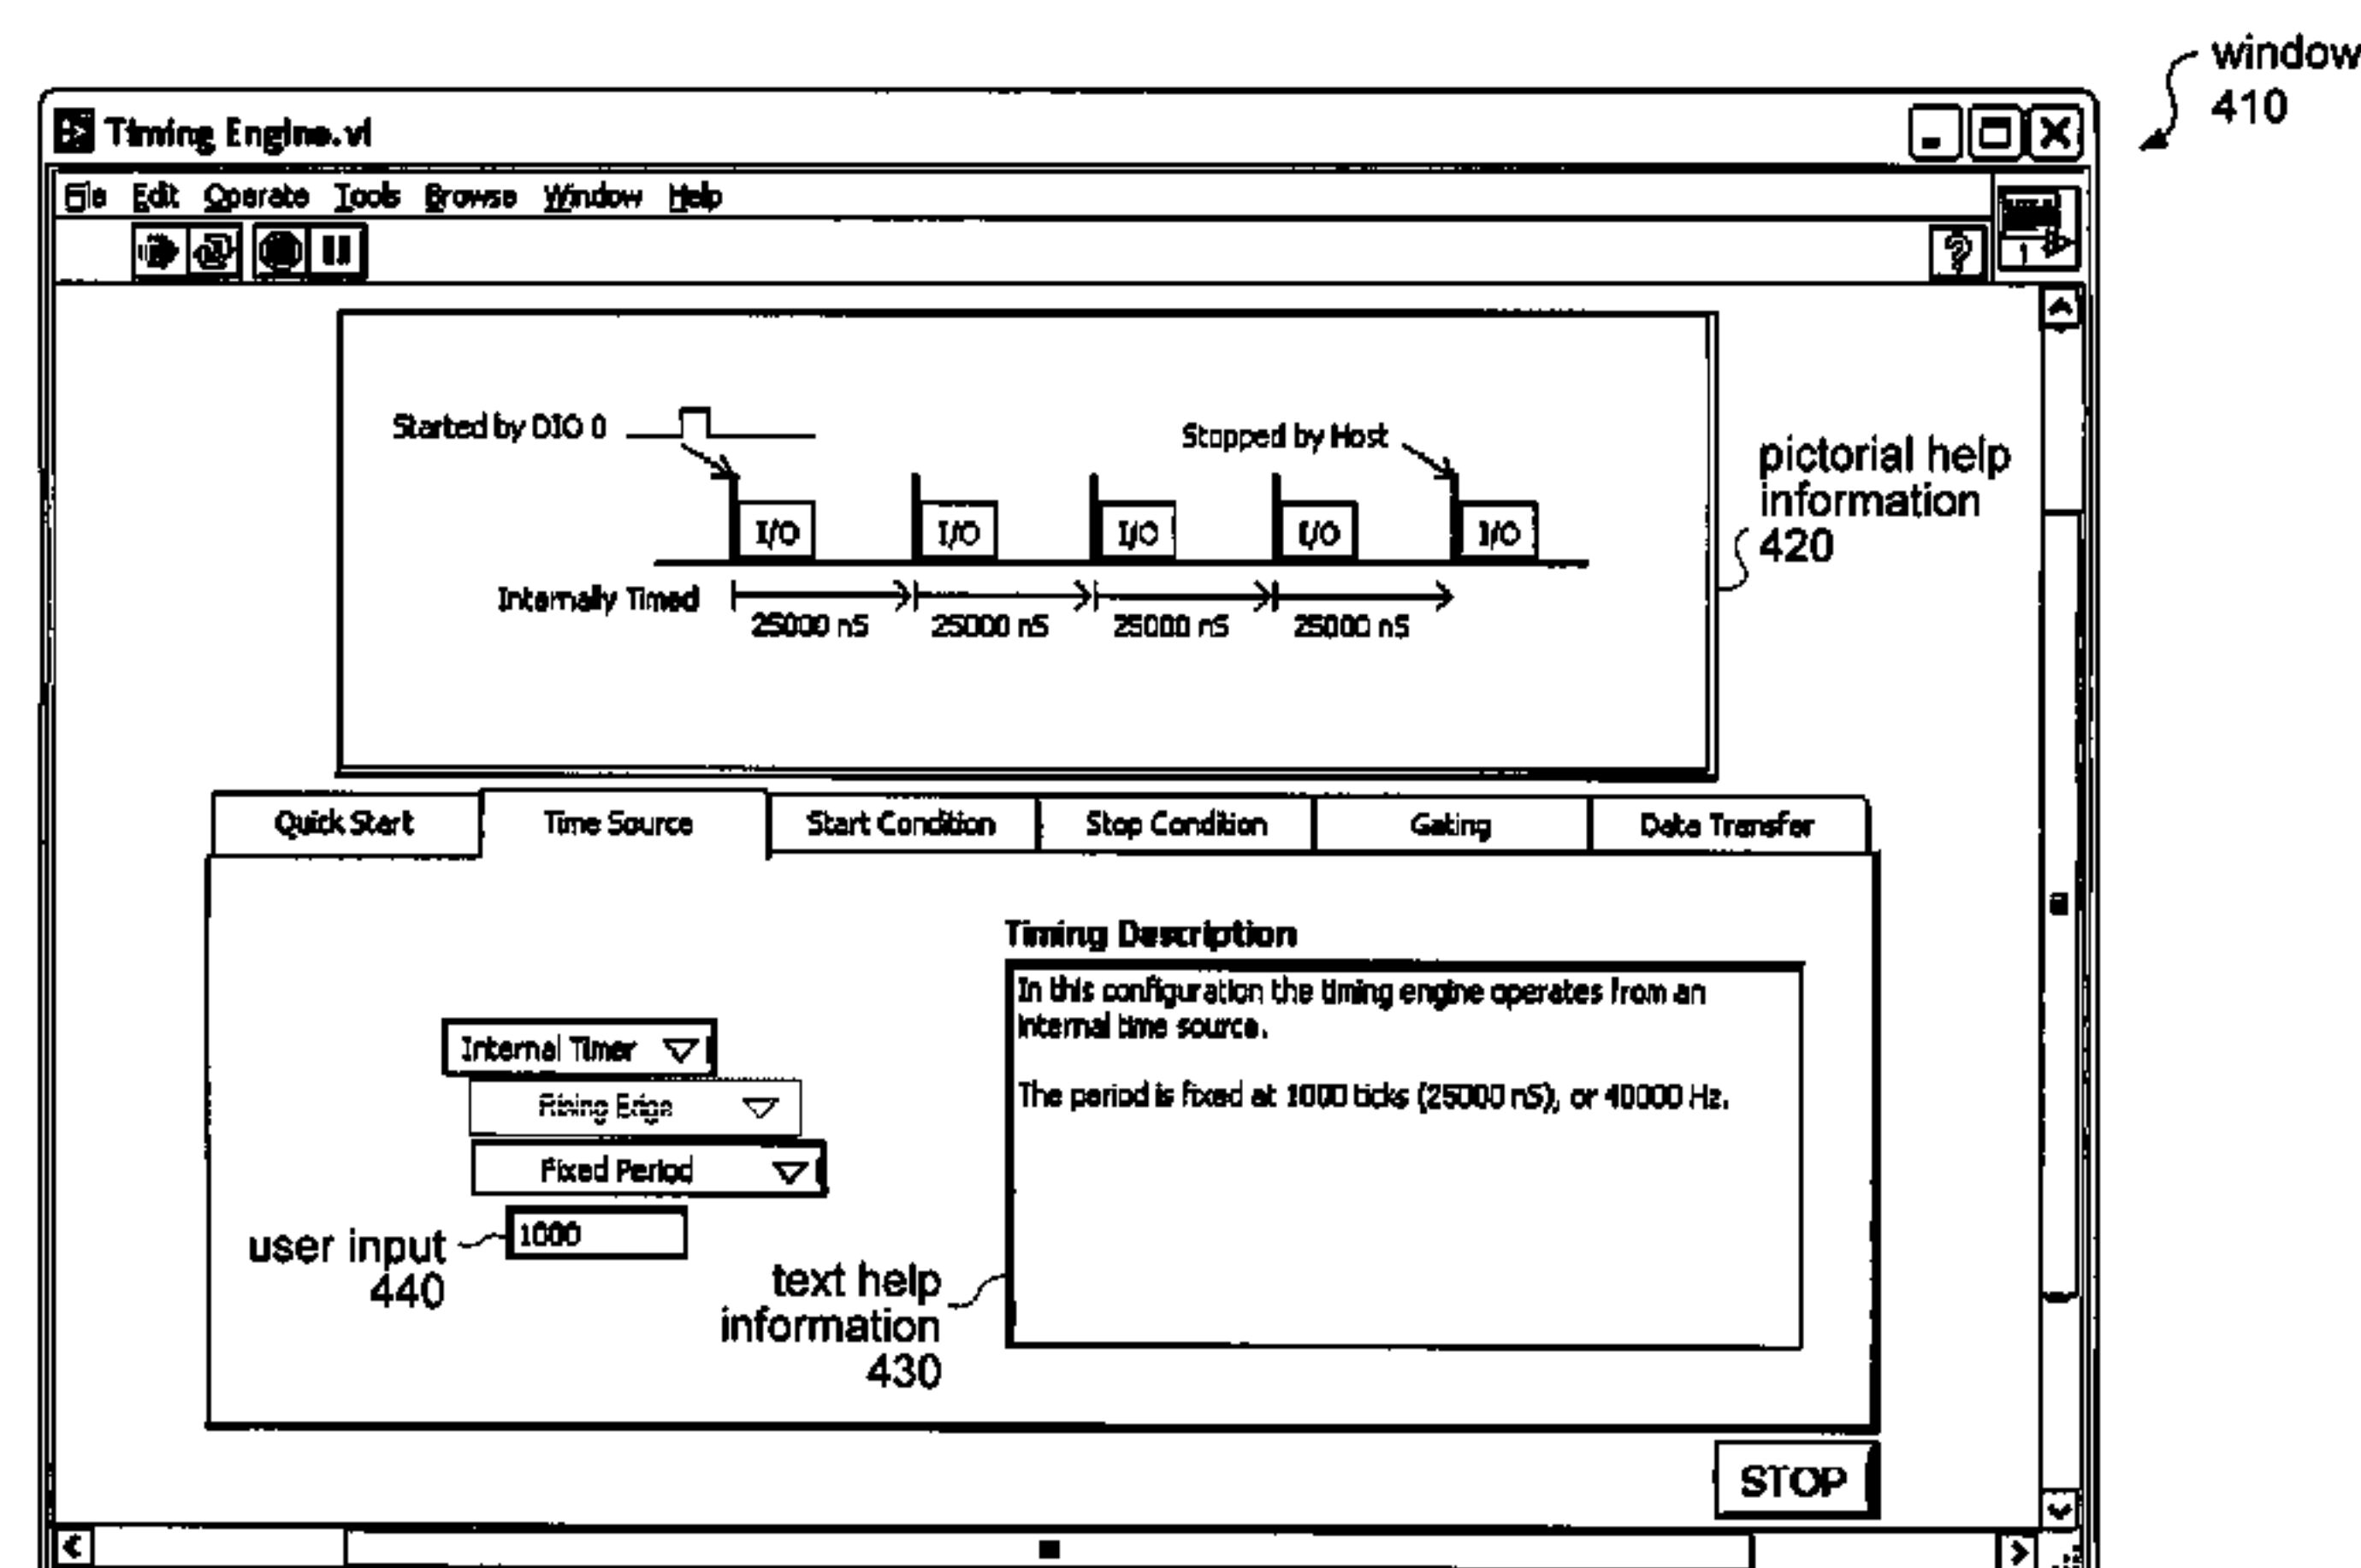 window
410
Timing Engine.vi
File Edit Operate Tools Browse Window Help
?
1
Started by DIO 0
Stopped by Host
I/O I/O I/O I/O I/O
Internally Timed
25000 nS 25000 nS 25000 nS 25000 nS
pictorial help
information
420
Quick Start Time Source Start Condition Stop Condition Gating Data Transfer
Timing Description
In this configuration the timing engine operates from an
internal time source.
The period is fixed at 1000 ticks (25000 nS), or 40000 Hz.
Internal Timer
Rising Edge
Fixed Period
1000
user input
440
text help
information
430
STOP